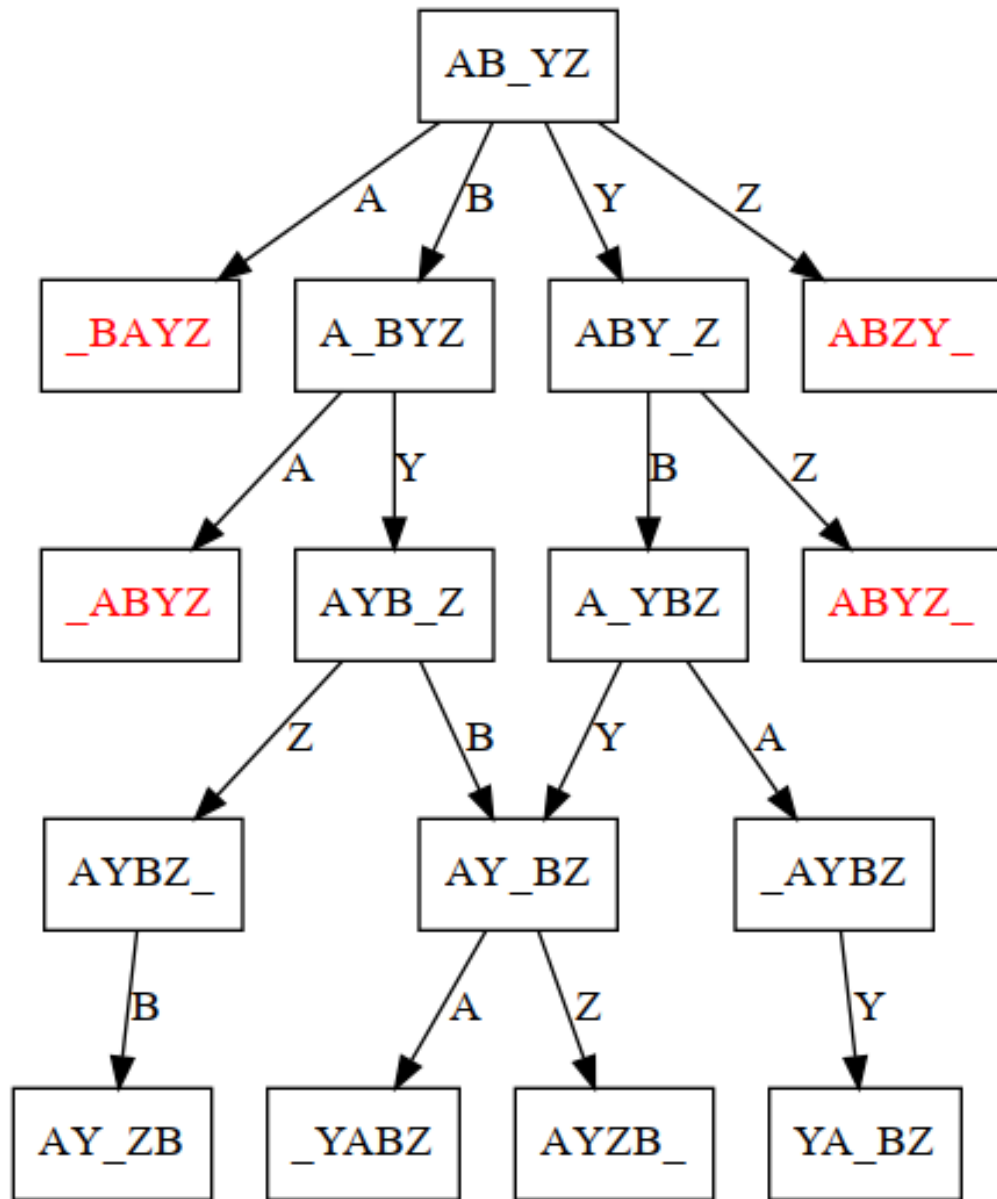 AB_YZ
A B Y Z
_BAYZ A_BYZ ABY_Z ABZY_
A Y B Z
_ABYZ AYB_Z A_YBZ ABYZ_
Z B Y A
AYBZ_ AY_BZ _AYBZ
B A Z Y
AY_ZB _YABZ AYZB_ YA_BZ